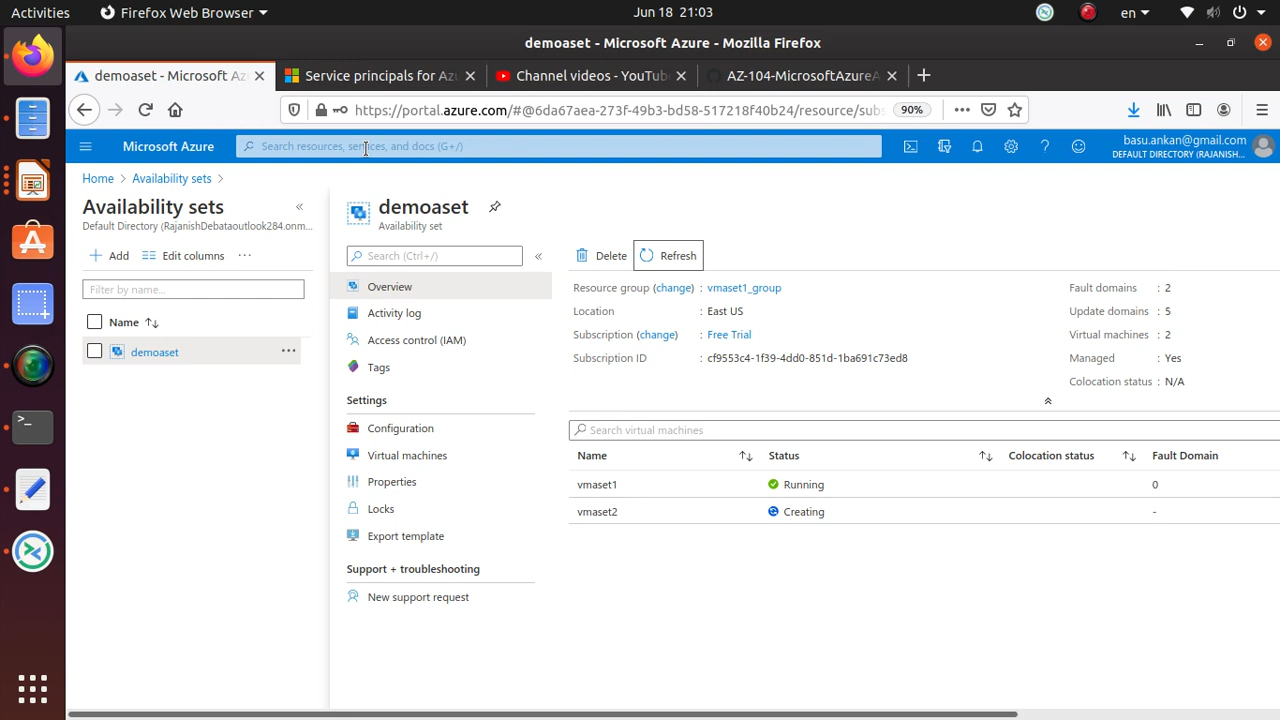 Activities
Firefox Web Browser
Jun 18 21:03
en
demoaset - Microsoft Azure - Mozilla Firefox
demoaset - Microsoft Az
Service principals for Az
Channel videos - YouTub
AZ-104-MicrosoftAzureA
https://portal.azure.com/#@6da67aea-273f-49b3-bd58-517218f40b24/resource/subs
90%
Microsoft Azure
Search resources, services, and docs (G+/)
basu.ankan@gmail.com
DEFAULT DIRECTORY (RAJANISH...
Home
Availability sets
Availability sets
Default Directory (RajanishDebataoutlook284.onm...
Add
Edit columns
Filter by name...
Name
demoaset
demoaset
Availability set
Search (Ctrl+/)
Overview
Activity log
Access control (IAM)
Tags
Settings
Configuration
Virtual machines
Properties
Locks
Export template
Support + troubleshooting
New support request
Delete
Refresh
Resource group (change) : vmaset1_group
Location : East US
Subscription (change) : Free Trial
Subscription ID : cf9553c4-1f39-4dd0-851d-1ba691c73ed8
Fault domains : 2
Update domains : 5
Virtual machines : 2
Managed : Yes
Colocation status : N/A
Search virtual machines
Name Status Colocation status Fault Domain
vmaset1 Running 0
vmaset2 Creating -